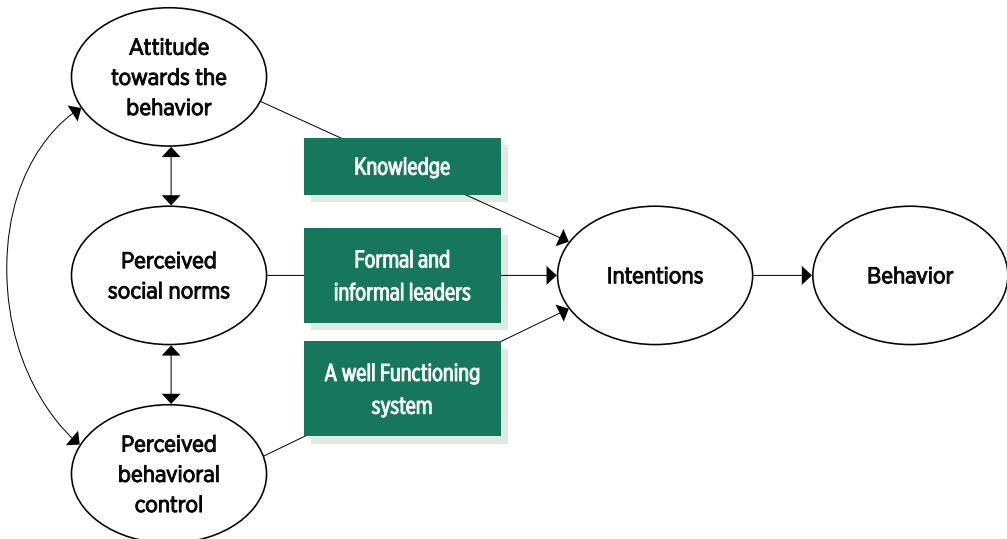 Attitude
towards the
behavior
Knowledge
Perceived
social norms
Formal and
informal leaders
Intentions
Behavior
A well Functioning
system
Perceived
behavioral
control